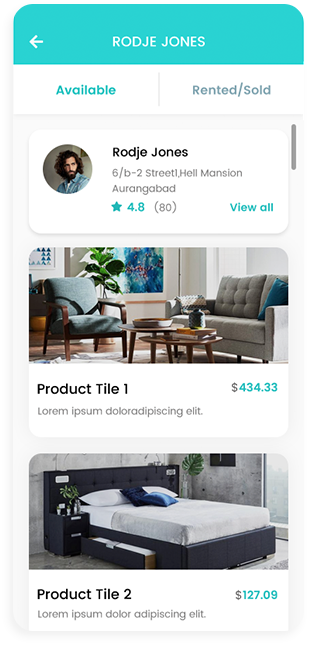 RODJE JONES
Available
Rented/Sold
Rodje Jones
6/b-2 Street1,Hell Mansion
Aurangabad
4.8 (80)
View all
Product Tile 1
$434.33
Lorem ipsum doloradipiscing elit.
Product Tile 2
$127.09
Lorem ipsum dolor adipiscing elit.